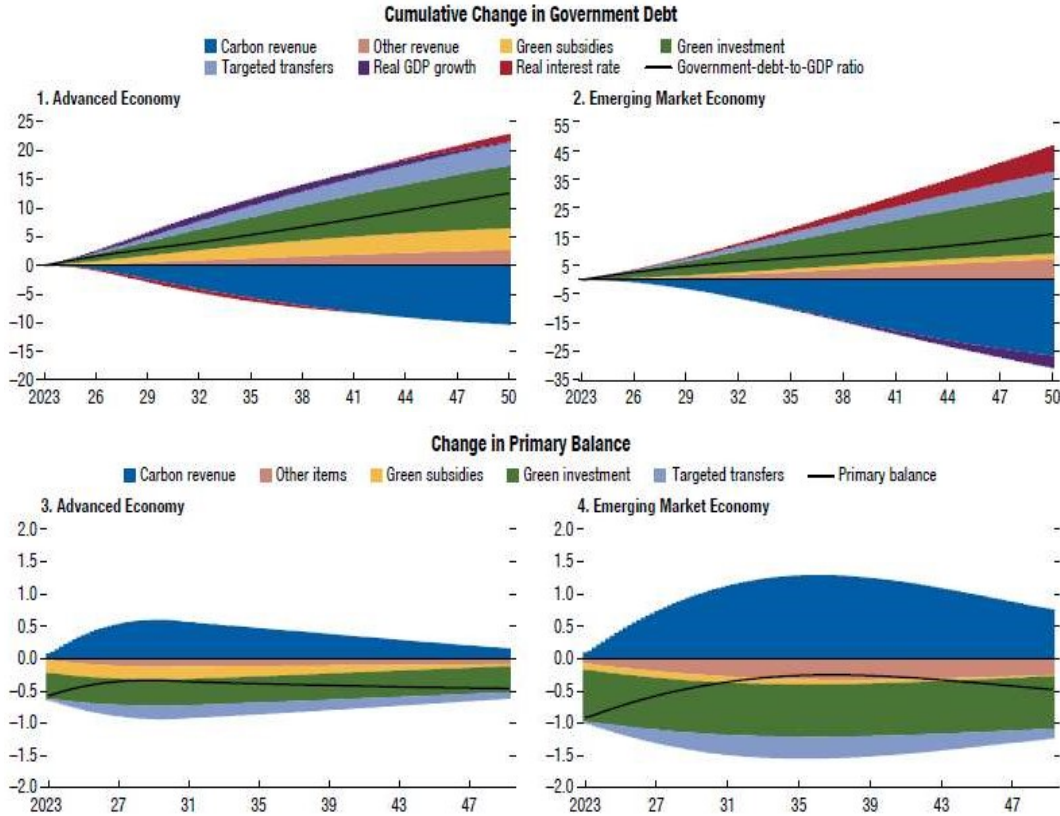 Cumulative Change in Government Debt
Carbon revenue Other revenue Green subsidies Green investment
Targeted transfers Real GDP growth Real interest rate Government-debt-to-GDP ratio
1. Advanced Economy 2. Emerging Market Economy
25 55
20 45
15 35
10 25
5 15
0 5
–5 –5
–10 –15
–15 –25
–20 –35
2023 26 29 32 35 38 41 44 47 50 2023 26 29 32 35 38 41 44 47 50
Change in Primary Balance
Carbon revenue Other items Green subsidies Green investment Targeted transfers Primary balance
3. Advanced Economy 4. Emerging Market Economy
2.0 2.0
1.5 1.5
1.0 1.0
0.5 0.5
0.0 0.0
–0.5 –0.5
–1.0 –1.0
–1.5 –1.5
–2.0 –2.0
2023 27 31 35 39 43 47 2023 27 31 35 39 43 47